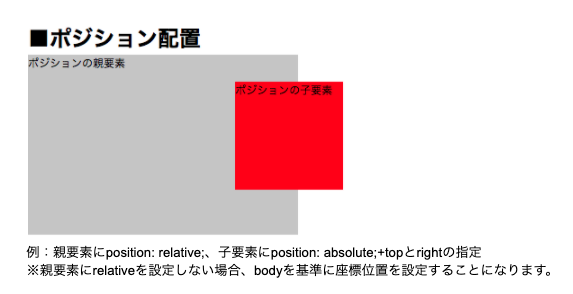 ■ポジション配置
ポジションの親要素
ポジションの子要素
例：親要素にposition: relative;、子要素にposition: absolute;+topとrightの指定
※親要素にrelativeを設定しない場合、bodyを基準に座標位置を設定することになります。